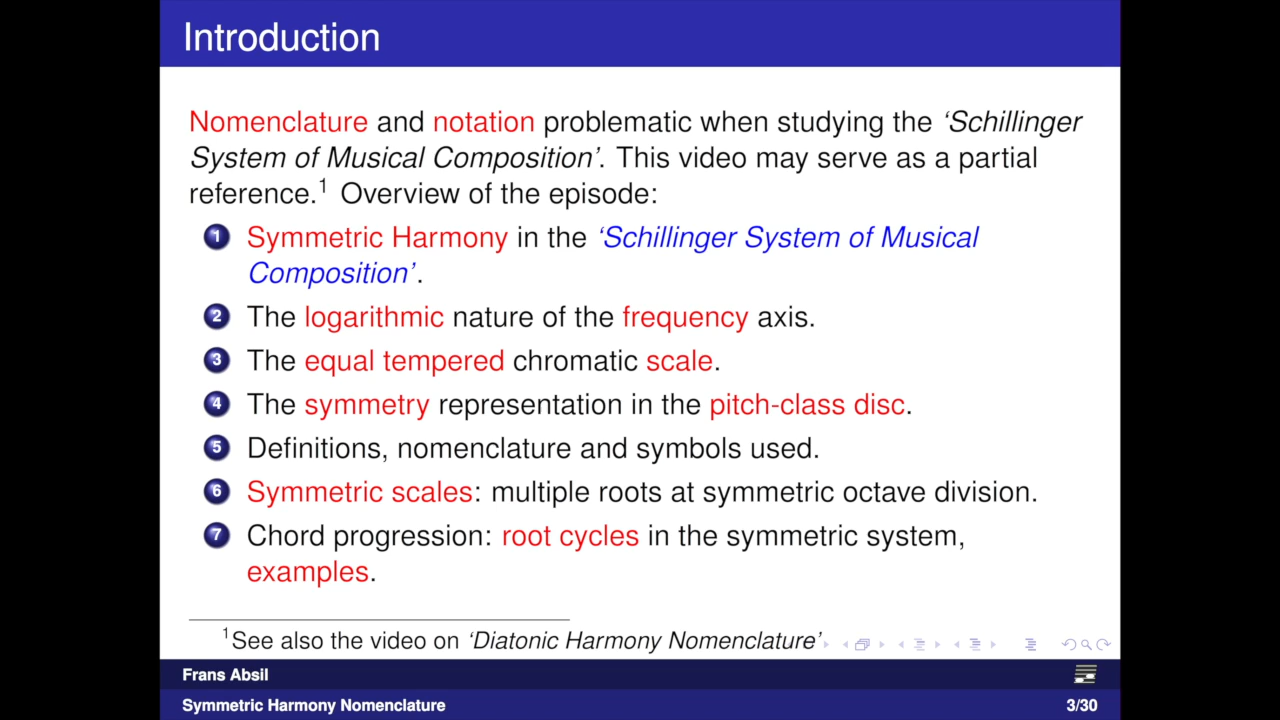 Introduction
Nomenclature and notation problematic when studying the ‘Schillinger
System of Musical Composition’. This video may serve as a partial
reference.1 Overview of the episode:
1 Symmetric Harmony in the ‘Schillinger System of Musical
Composition’.
2 The logarithmic nature of the frequency axis.
3 The equal tempered chromatic scale.
4 The symmetry representation in the pitch-class disc.
5 Definitions, nomenclature and symbols used.
6 Symmetric scales: multiple roots at symmetric octave division.
7 Chord progression: root cycles in the symmetric system,
examples.
1See also the video on ‘Diatonic Harmony Nomenclature’
Frans Absil
Symmetric Harmony Nomenclature 3/30